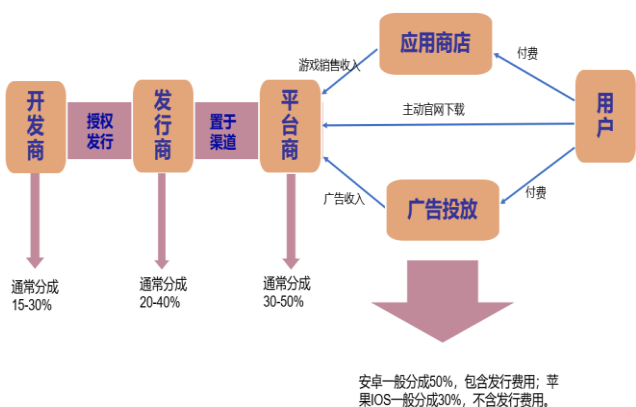 应用商店
游戏销售收入
付费
开发商
授权
发行
发行商
置于
渠道
平台商
主动官网下载
用户
广告收入
广告投放
付费
通常分成
15-30%
通常分成
20-40%
通常分成
30-50%
安卓一般分成50%，包含发行费用；苹
果IOS一般分成30%，不含发行费用。